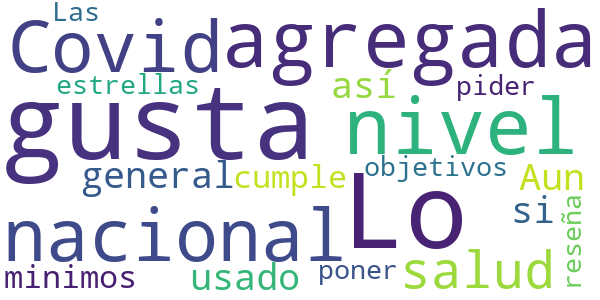 Las
Covid
agregada
estrellas
así
pider
gusta
nivel
general
cumple
objetivos
Aun
Lo
si
reseña
nacional
minimos
usado
poner
salud